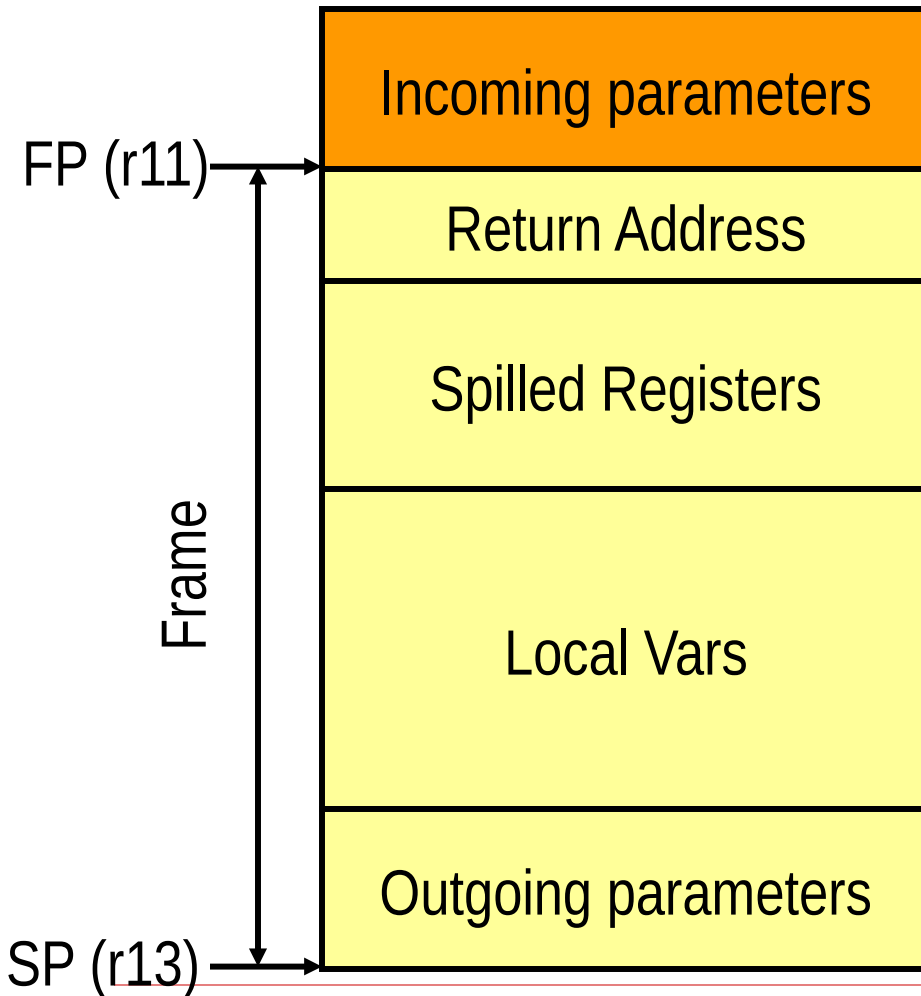 Incoming parameters
FP (r11)
Return Address
Spilled Registers
Frame
Local Vars
Outgoing parameters
SP (r13)